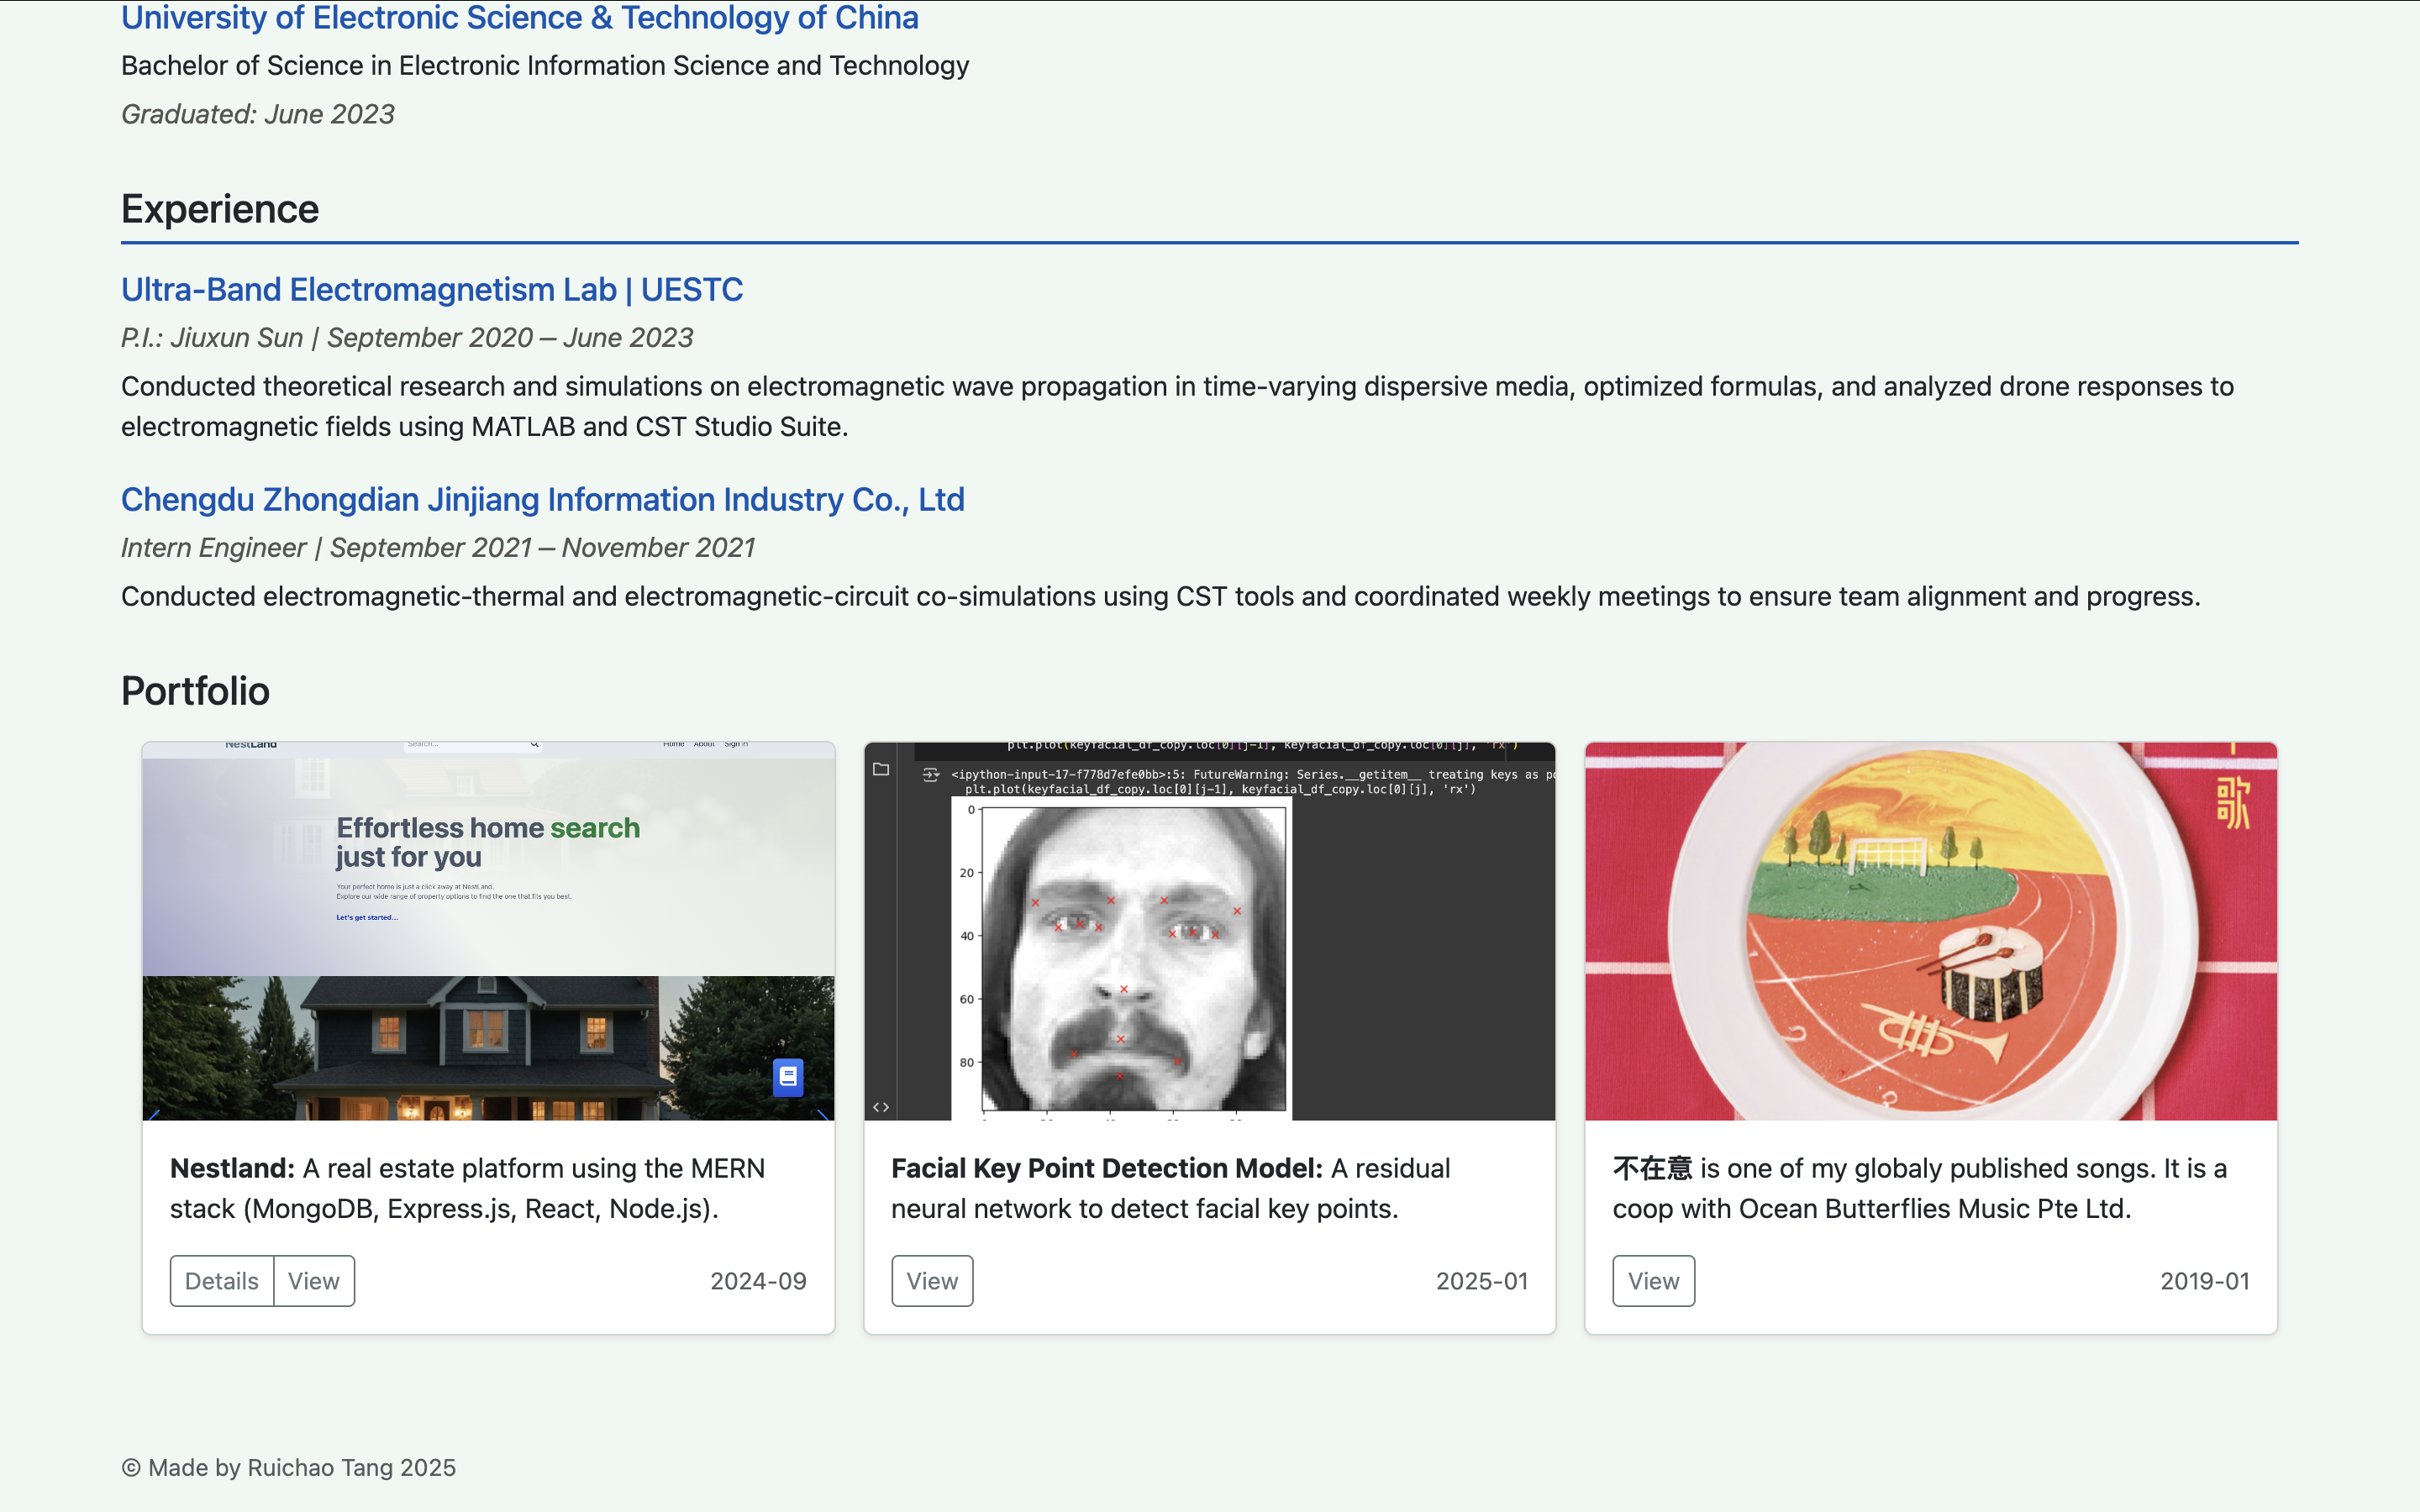 University of Electronic Science & Technology of China
Bachelor of Science in Electronic Information Science and Technology
Graduated: June 2023
Experience
Ultra-Band Electromagnetism Lab | UESTC
P.I.: Jiuxun Sun | September 2020 – June 2023
Conducted theoretical research and simulations on electromagnetic wave propagation in time-varying dispersive media, optimized formulas, and analyzed drone responses to
electromagnetic fields using MATLAB and CST Studio Suite.
Chengdu Zhongdian Jinjiang Information Industry Co., Ltd
Intern Engineer | September 2021 – November 2021
Conducted electromagnetic-thermal and electromagnetic-circuit co-simulations using CST tools and coordinated weekly meetings to ensure team alignment and progress.
Portfolio
NestLand Search... Home About Sign in
Effortless home search
just for you
Your perfect home is just a click away at NestLand.
Explore our wide range of property options to find the one that fits you best.
Let's get started...
plt.plot(keyfacial_df_copy.loc[0][j-1], keyfacial_df_copy.loc[0][j], 'rx')
<ipython-input-17-f778d7efe0bb>:5: FutureWarning: Series.__getitem__ treating keys as
plt.plot(keyfacial_df_copy.loc[0][j-1], keyfacial_df_copy.loc[0][j], 'rx')
0
20
40
60
80
歌
Nestland: A real estate platform using the MERN
stack (MongoDB, Express.js, React, Node.js).
Details View 2024-09
Facial Key Point Detection Model: A residual
neural network to detect facial key points.
View 2025-01
不在意 is one of my globaly published songs. It is a
coop with Ocean Butterflies Music Pte Ltd.
View 2019-01
© Made by Ruichao Tang 2025